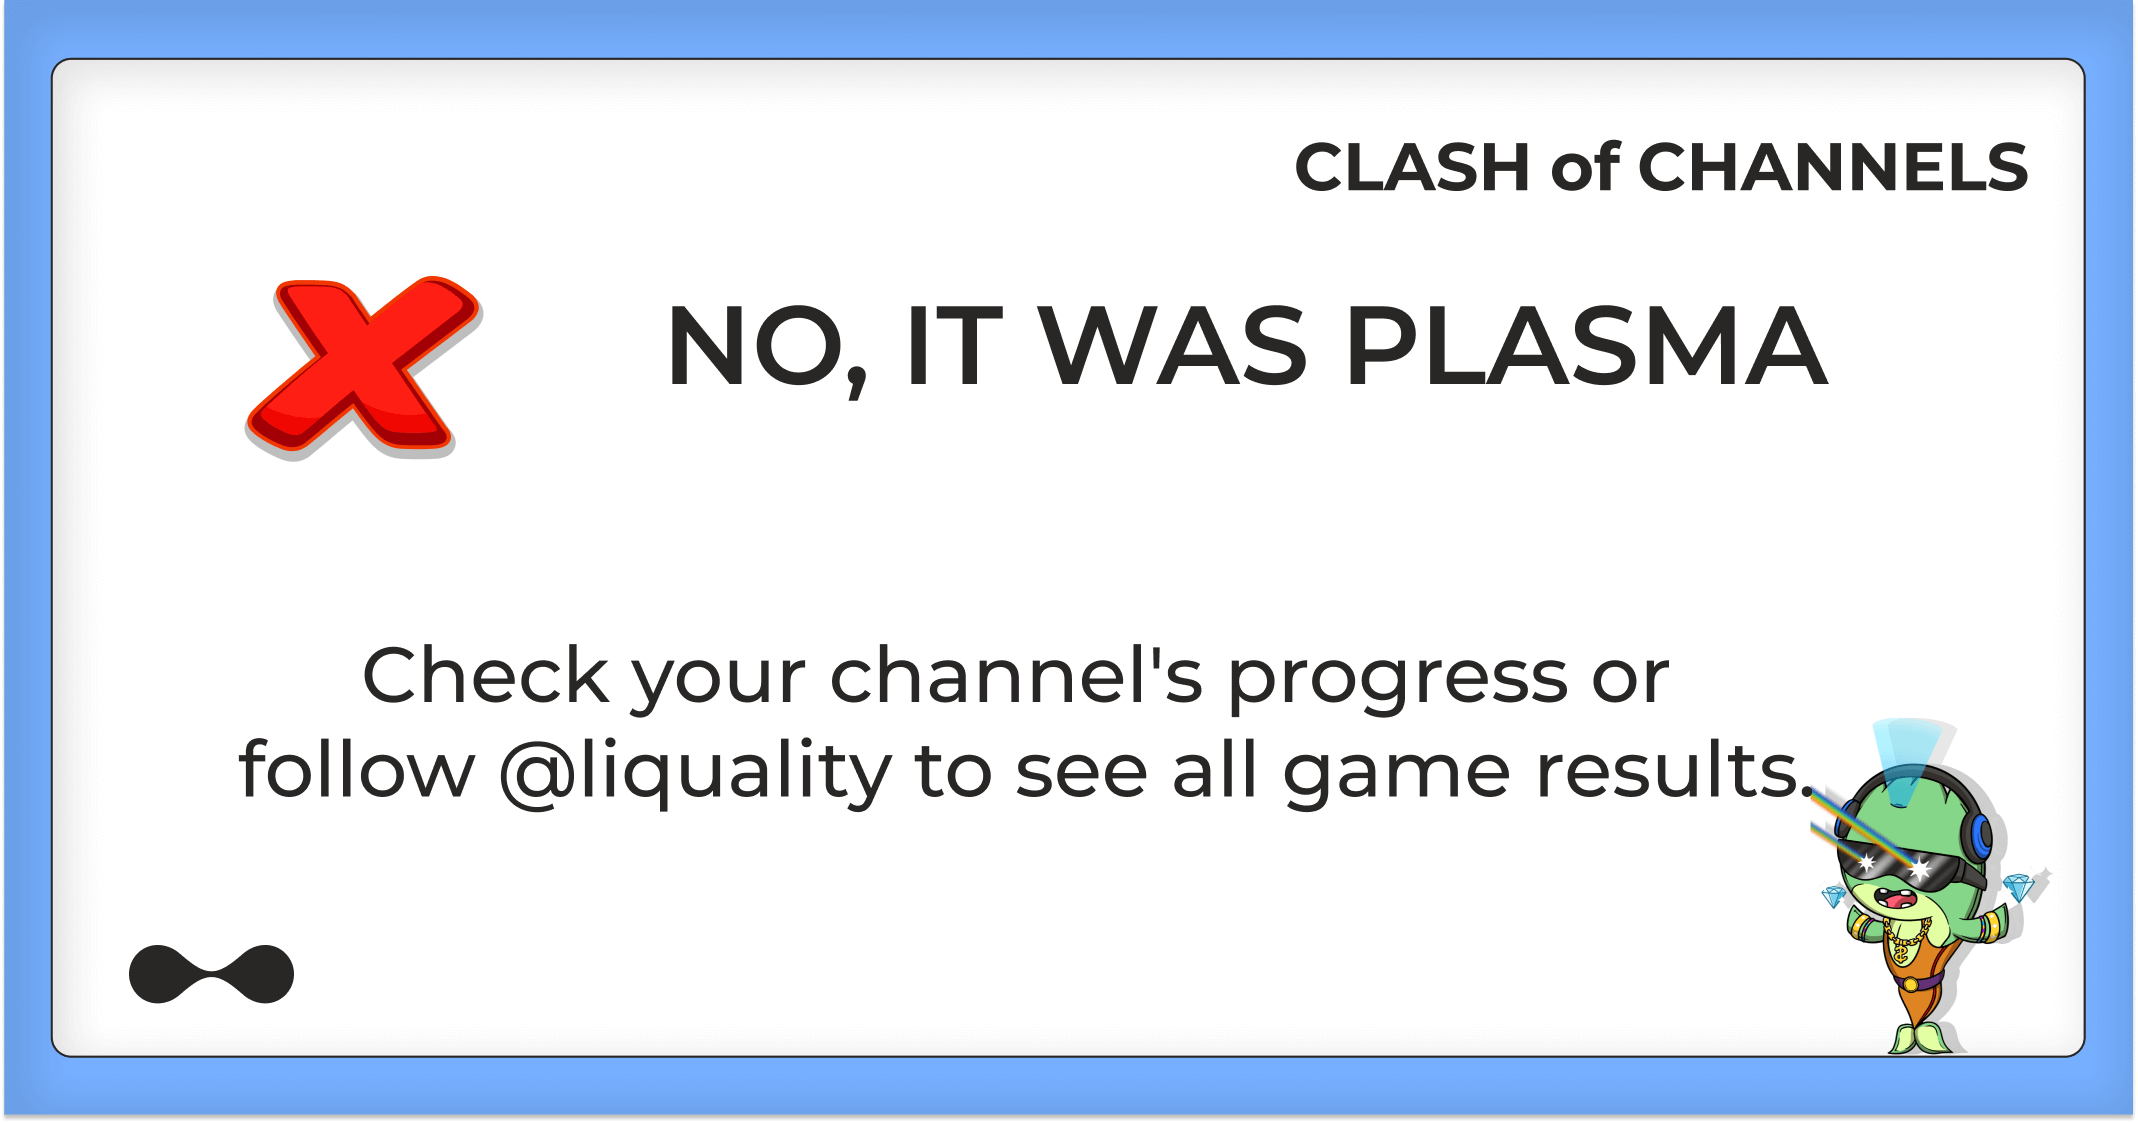 CLASH of CHANNELS
NO, IT WAS PLASMA
Check your channel's progress or
follow @liquality to see all game results.